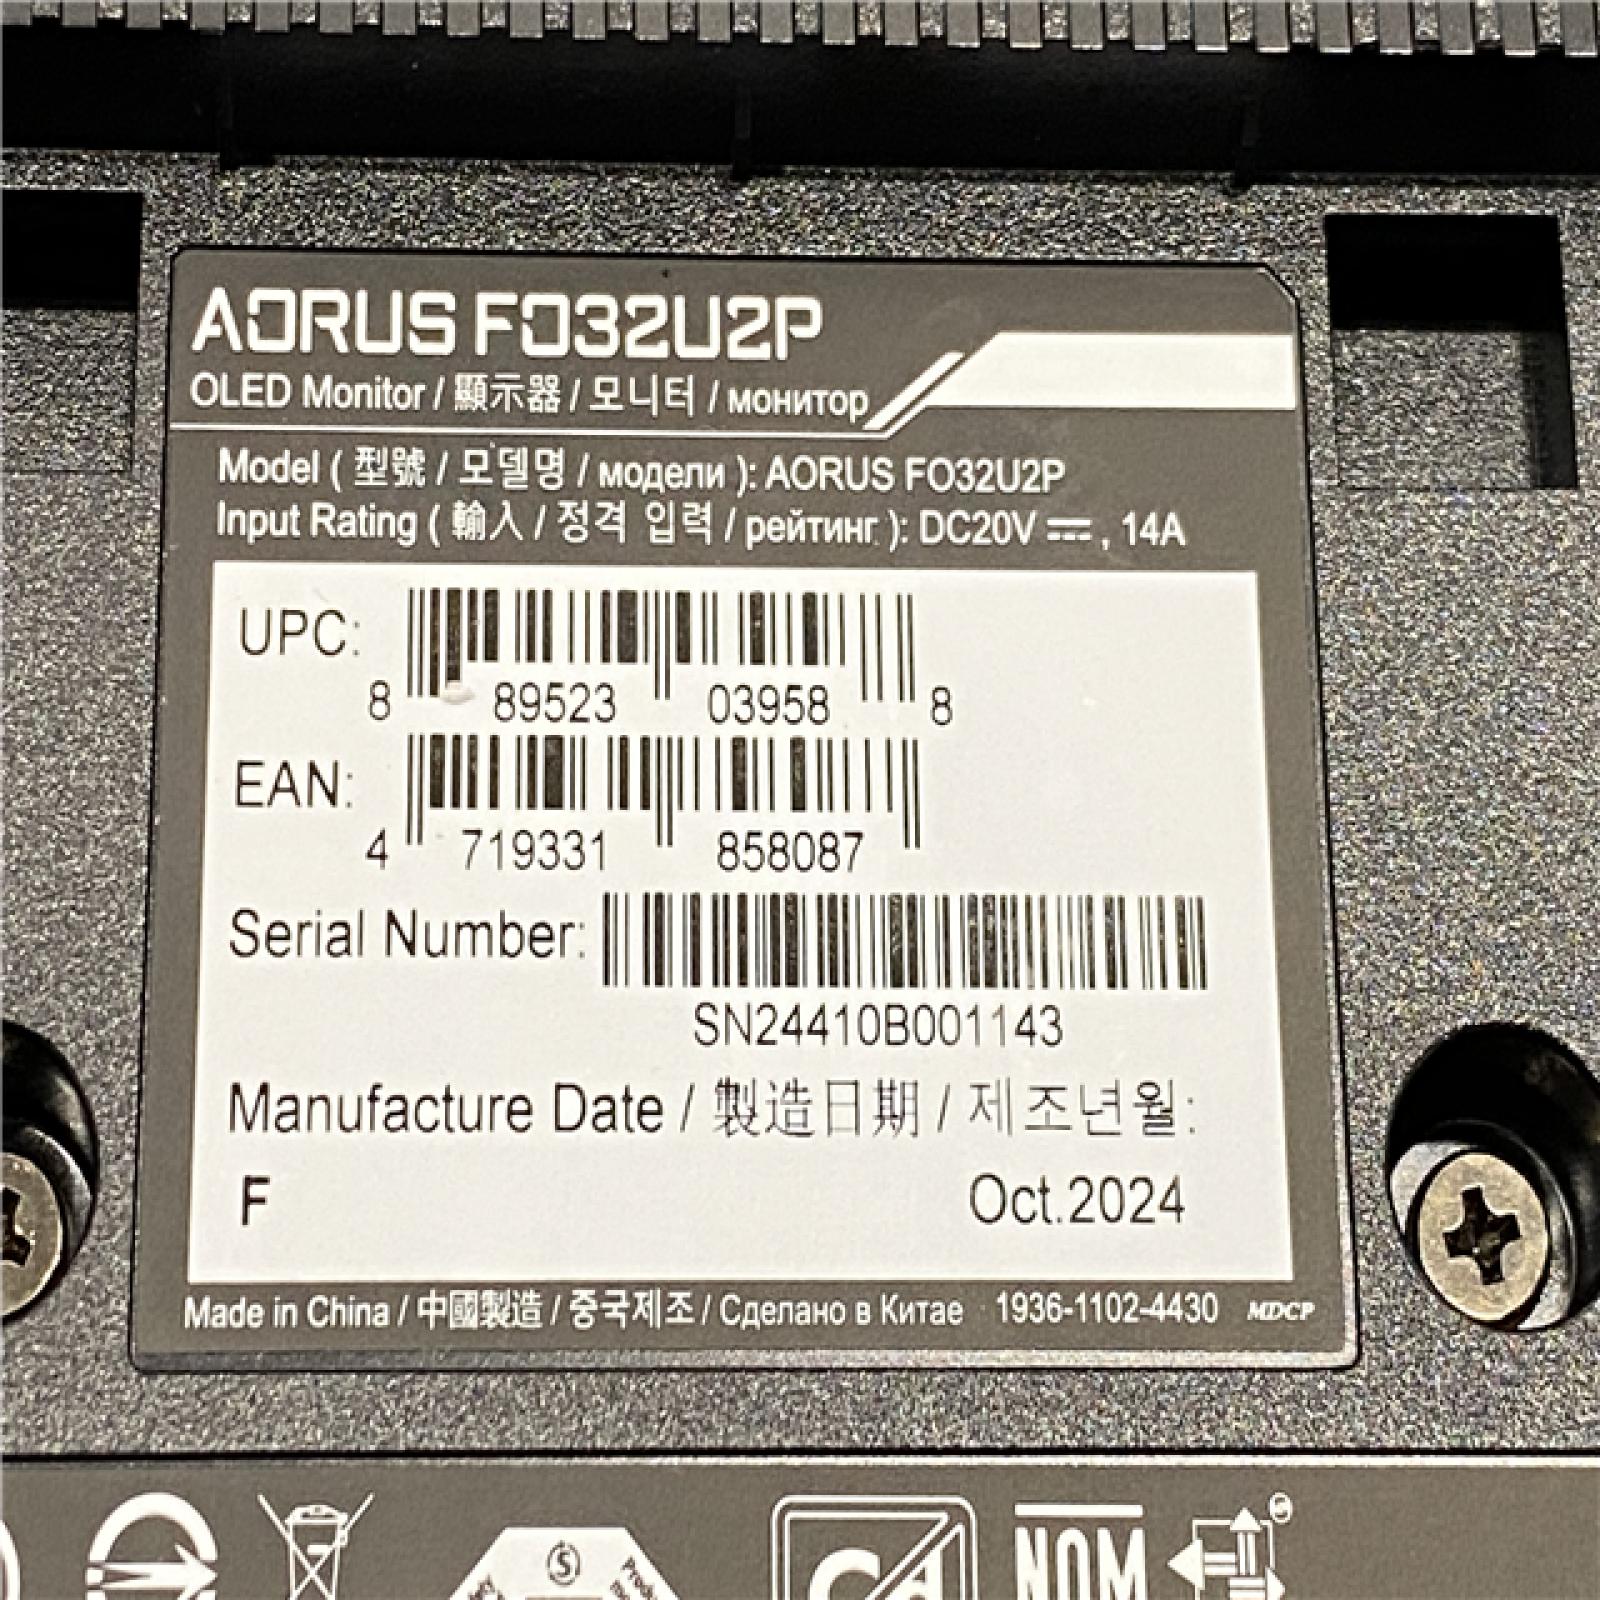 AORUS FO32U2P
OLED Monitor / 顯示器 / 모니터 / монитор
Model ( 型號 / 모델명 / модели ): AORUS FO32U2P
Input Rating ( 輸入 / 정격 입력 / рейтинг ): DC20V ⎓ , 14A
UPC:
8 89523 03958 8
EAN:
4 719331 858087
Serial Number:
SN24410B001143
Manufacture Date / 製造日期 / 제조년월:
F Oct.2024
Made in China / 中國製造 / 중국제조 / Сделано в Китае 1936-1102-4430 MDCP
NOM